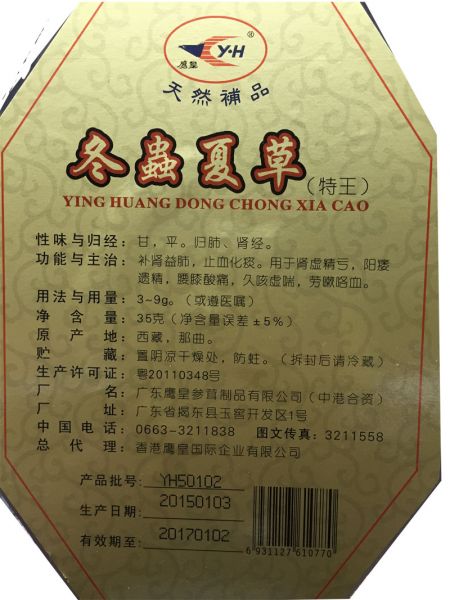 Y·H
®
鹰皇
天然補品
冬蟲夏草（特王）
YING HUANG DONG CHONG XIA CAO
性味与归经：甘，平。归肺、肾经。
功能与主治：补肾益肺，止血化痰。用于肾虚精亏，阳痿
遗精，腰膝酸痛，久咳虚喘，劳嗽咯血。
用法与用量：3~9g。（或遵医嘱）
净含量：35克（净含量误差±5%）
原产地：西藏，那曲。
贮藏：置阴凉干燥处，防蛀。（拆封后请冷藏）
生产许可证：粤20110348号
厂名：广东鹰皇参茸制品有限公司（中港合资）
厂址：广东省揭东县玉窖开发区1号
中国电话：0663-3211838 图文传真：3211558
总代理：香港鹰皇国际企业有限公司
产品批号：YH50102
生产日期：20150103
有效期至：20170102
6931127610770